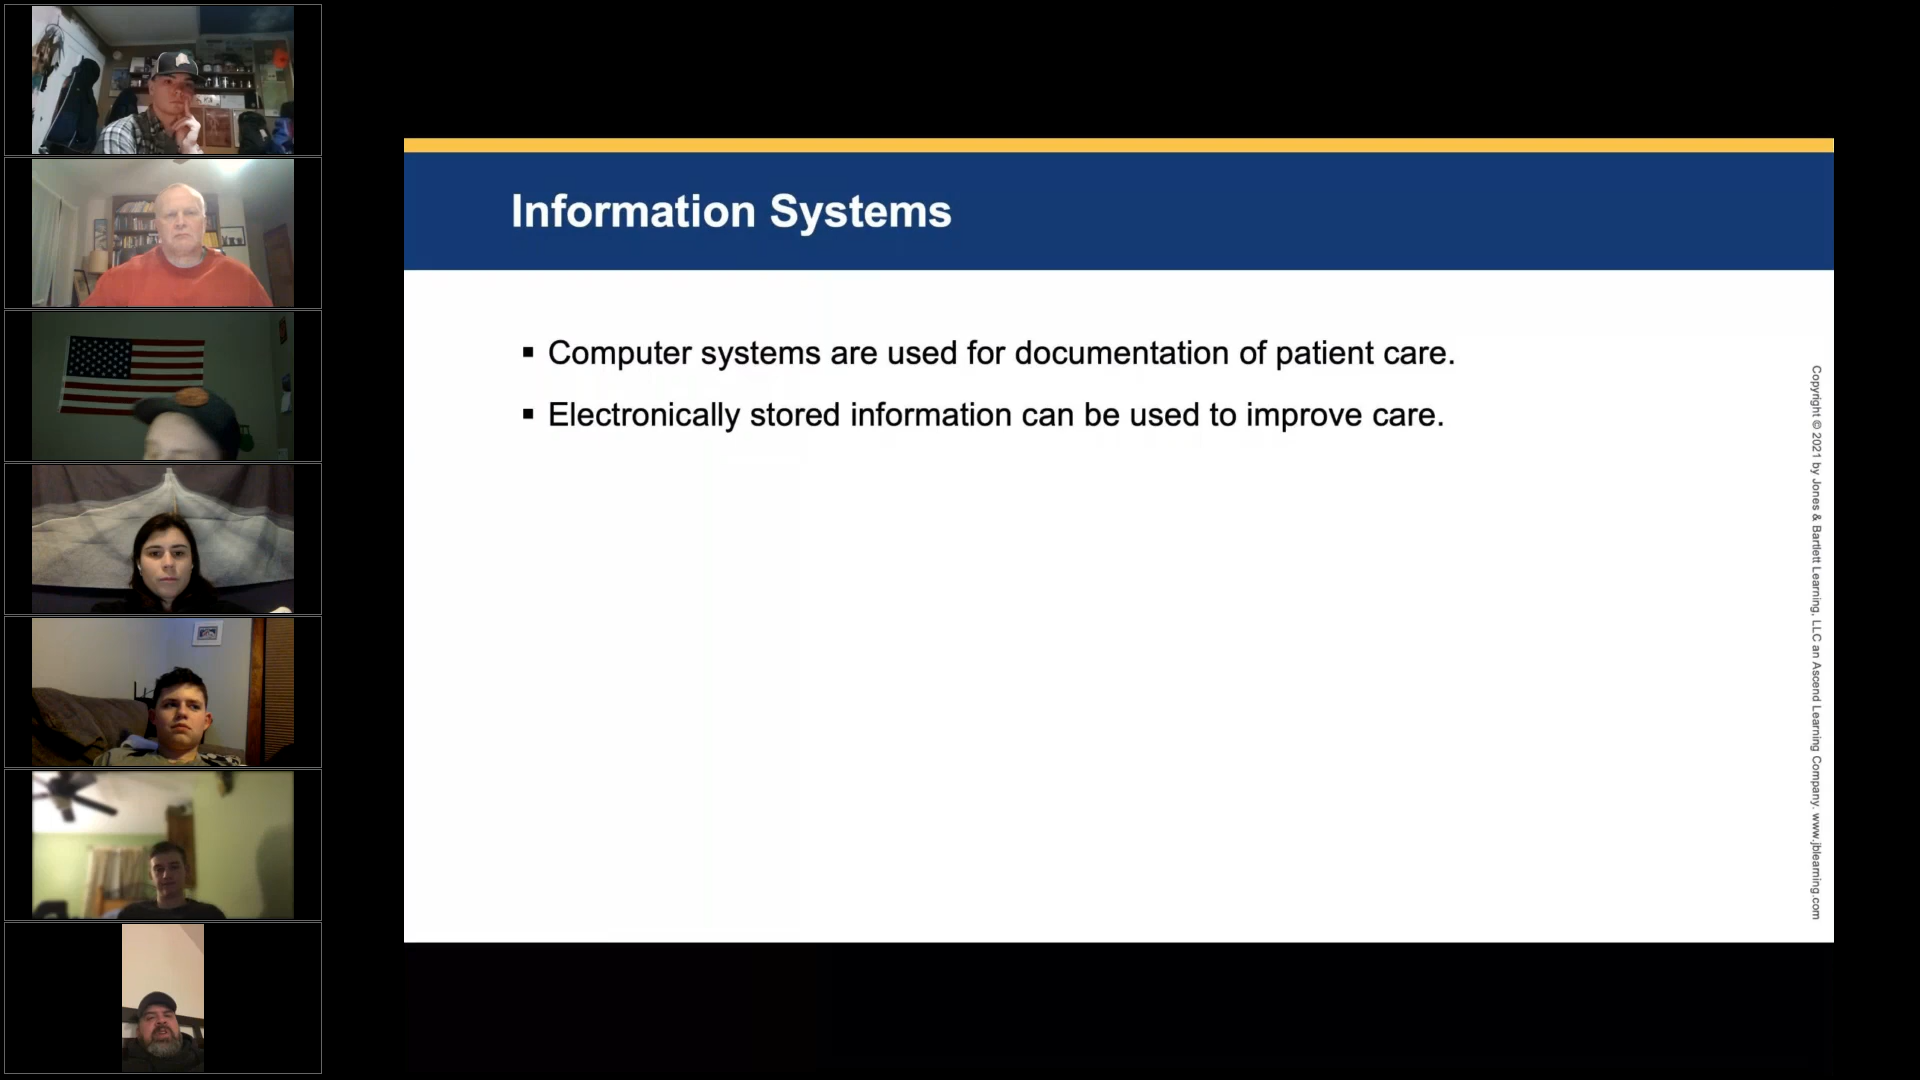 Information Systems
▪ Computer systems are used for documentation of patient care.
▪ Electronically stored information can be used to improve care.
Copyright © 2021 by Jones & Bartlett Learning, LLC an Ascend Learning Company. www.jblearning.com